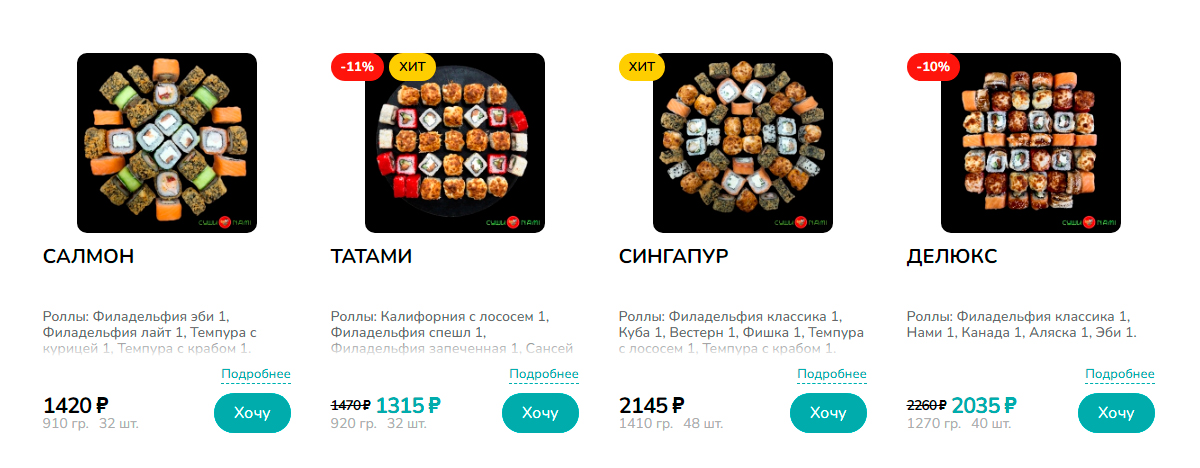 СУШИ NAMI
САЛМОН
Роллы: Филадельфия эби 1,
Филадельфия лайт 1, Темпура с
курицей 1, Темпура с крабом 1.
Подробнее
1420 ₽
910 гр. 32 шт.
Хочу
-11% ХИТ
СУШИ NAMI
ТАТАМИ
Роллы: Калифорния с лососем 1,
Филадельфия спешл 1,
Филадельфия запеченная 1, Сансей
Подробнее
1470 ₽ 1315 ₽
920 гр. 32 шт.
Хочу
ХИТ
СУШИ NAMI
СИНГАПУР
Роллы: Филадельфия классика 1,
Куба 1, Вестерн 1, Фишка 1, Темпура
с лососем 1, Темпура с крабом 1.
Подробнее
2145 ₽
1410 гр. 48 шт.
Хочу
-10%
СУШИ NAMI
ДЕЛЮКС
Роллы: Филадельфия классика 1,
Нами 1, Канада 1, Аляска 1, Эби 1.
Подробнее
2260 ₽ 2035 ₽
1270 гр. 40 шт.
Хочу